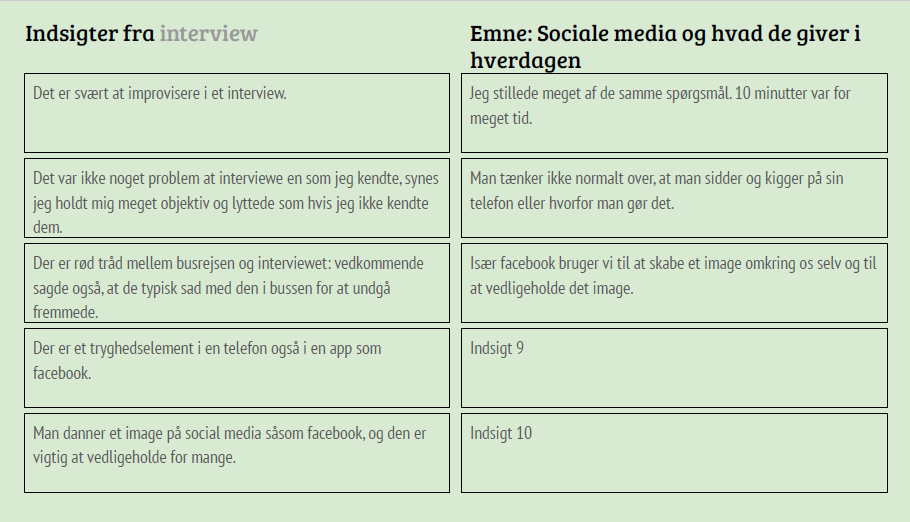 Indsigter fra interview
Det er svært at improvisere i et interview.
Det var ikke noget problem at interviewe en som jeg kendte, synes
jeg holdt mig meget objektiv og lyttede som hvis jeg ikke kendte
dem.
Der er rød tråd mellem busrejsen og interviewet: vedkommende
sagde også, at de typisk sad med den i bussen for at undgå
fremmede.
Der er et tryghedselement i en telefon også i en app som
facebook.
Man danner et image på social media såsom facebook, og den er
vigtig at vedligeholde for mange.
Emne: Sociale media og hvad de giver i
hverdagen
Jeg stillede meget af de samme spørgsmål. 10 minutter var for
meget tid.
Man tænker ikke normalt over, at man sidder og kigger på sin
telefon eller hvorfor man gør det.
Især facebook bruger vi til at skabe et image omkring os selv og til
at vedligeholde det image.
Indsigt 9
Indsigt 10